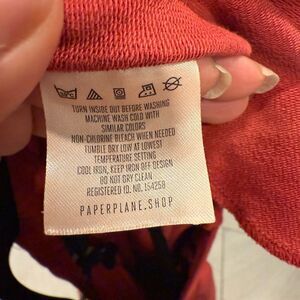 TURN INSIDE OUT BEFORE WASHING
MACHINE WASH COLD WITH
SIMILAR COLORS
NON-CHLORINE BLEACH WHEN NEEDED
TUMBLE DRY LOW AT LOWEST
TEMPERATURE SETTING
COOL IRON, KEEP IRON OFF DESIGN
DO NOT DRY CLEAN
REGISTERED ID. NO. 154258
PAPERPLANE.SHOP